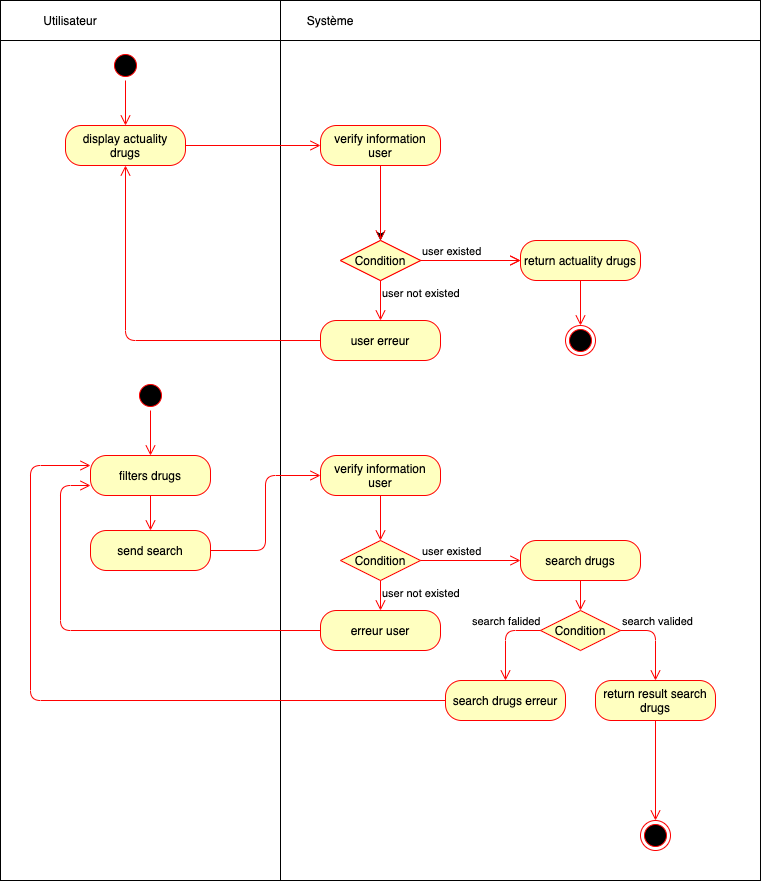 Utilisateur
Système
display actuality
drugs
verify information
user
Condition
user existed
return actuality drugs
user not existed
user erreur
filters drugs
verify information
user
send search
Condition
user existed
search drugs
user not existed
erreur user
search falided
Condition
search valided
search drugs erreur
return result search
drugs